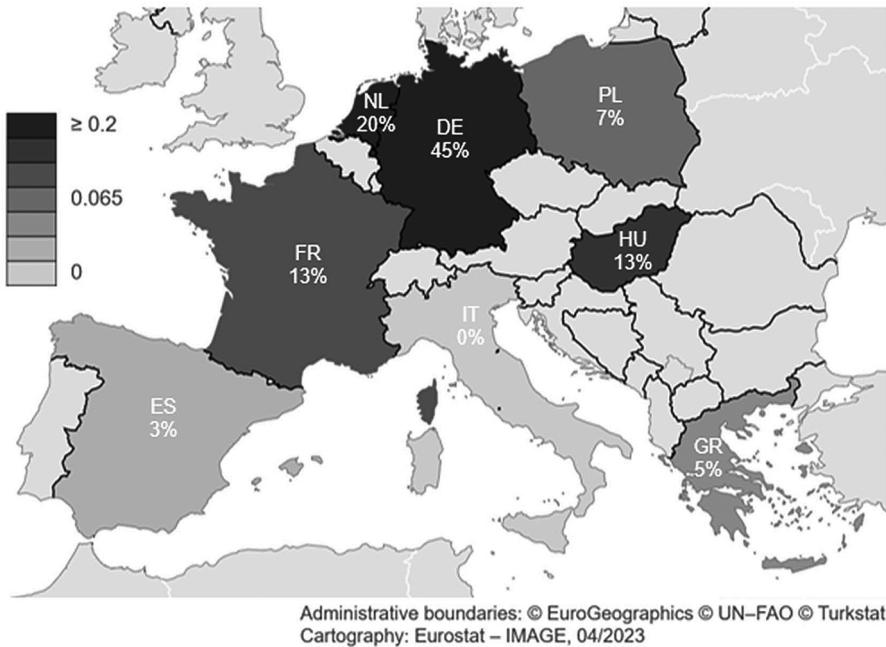 NL
20%
DE
45%
PL
7%
≥ 0.2
0.065
0
FR
13%
HU
13%
IT
0%
ES
3%
GR
5%
Administrative boundaries: © EuroGeographics © UN–FAO © Turkstat
Cartography: Eurostat – IMAGE, 04/2023